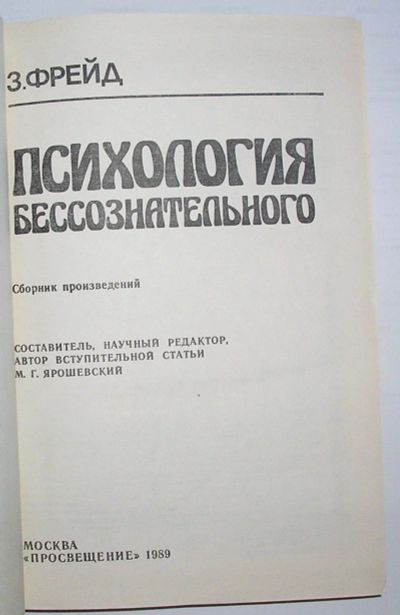 З. ФРЕЙД
ПСИХОЛОГИЯ
БЕССОЗНАТЕЛЬНОГО
Сборник произведений
СОСТАВИТЕЛЬ, НАУЧНЫЙ РЕДАКТОР,
АВТОР ВСТУПИТЕЛЬНОЙ СТАТЬИ
М. Г. ЯРОШЕВСКИЙ
МОСКВА
«ПРОСВЕЩЕНИЕ» 1989